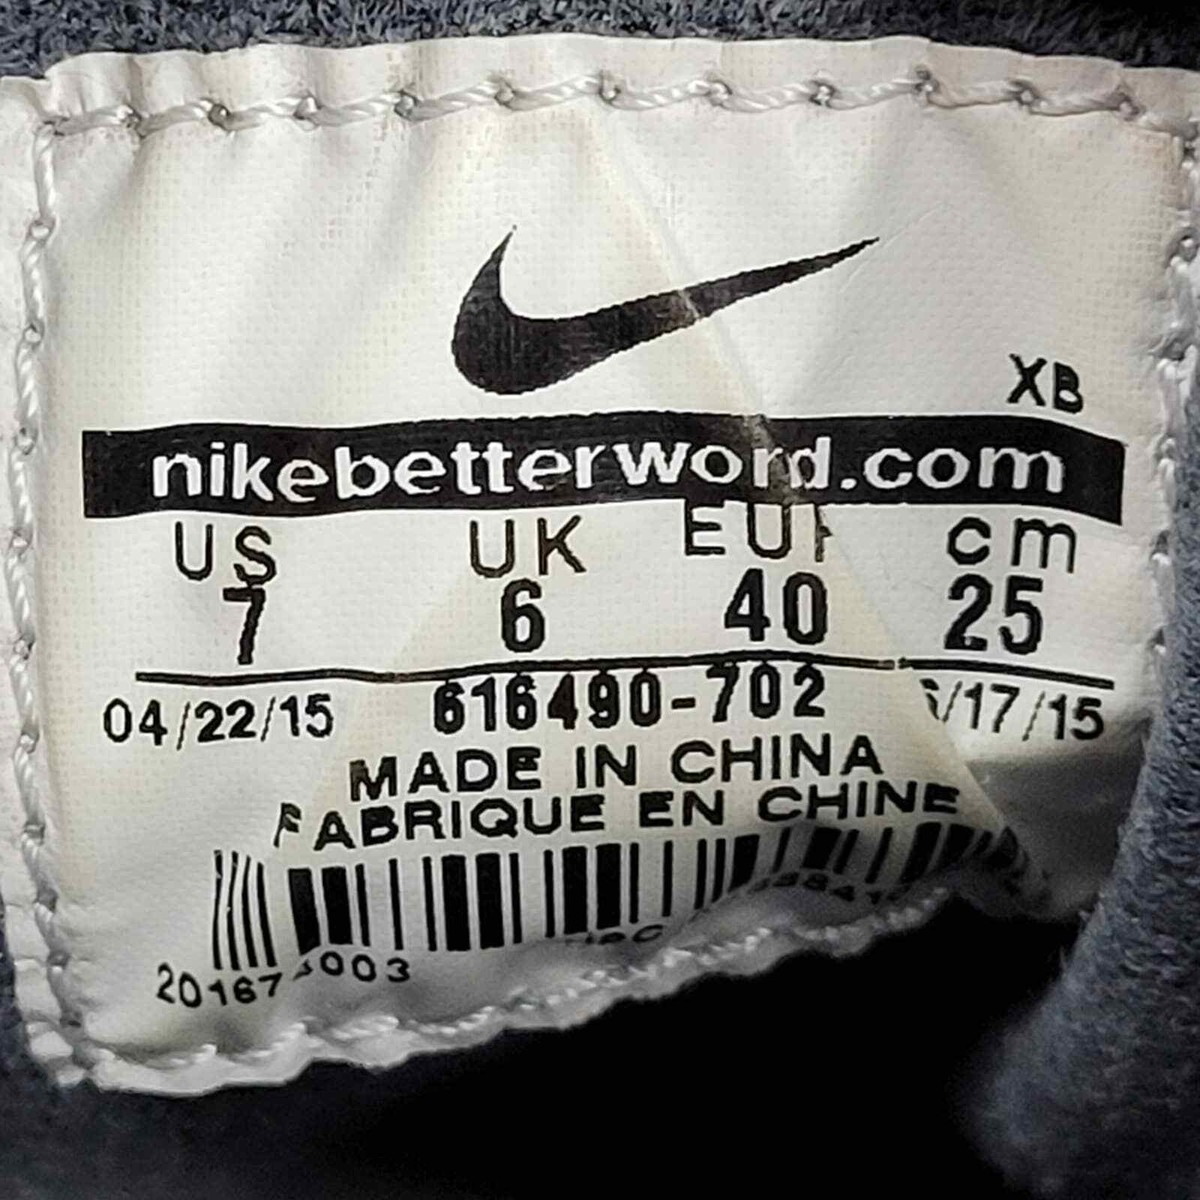 XB
nikebetterword.com
US UK EUR cm
7 6 40 25
04/22/15 616490-702 /17/15
MADE IN CHINA
FABRIQUE EN CHINE